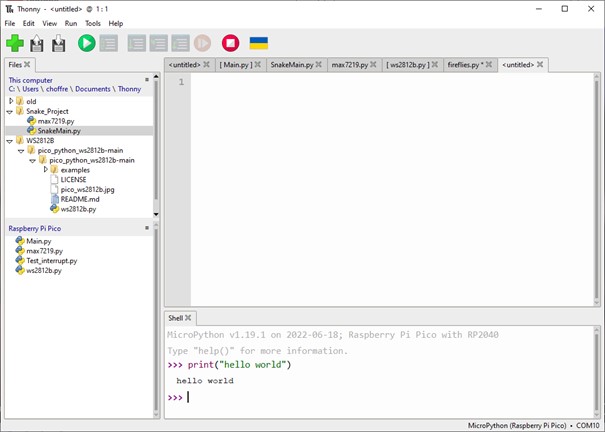 Thonny - <untitled> @ 1:1
File Edit View Run Tools Help
Files
This computer
C: \ Users \ choffre \ Documents \ Thonny
old
Snake_Project
max7219.py
SnakeMain.py
WS2812B
pico_python_ws2812b-main
pico_python_ws2812b-main
examples
LICENSE
pico_ws2812b.jpg
README.md
ws2812b.py
Raspberry Pi Pico
Main.py
max7219.py
Test_interrupt.py
ws2812b.py
<untitled> [ Main.py ] SnakeMain.py max7219.py [ ws2812b.py ] fireflies.py * <untitled>
1
Shell
MicroPython v1.19.1 on 2022-06-18; Raspberry Pi Pico with RP2040
Type "help()" for more information.
>>> print("hello world")
hello world
>>>
MicroPython (Raspberry Pi Pico) • COM10